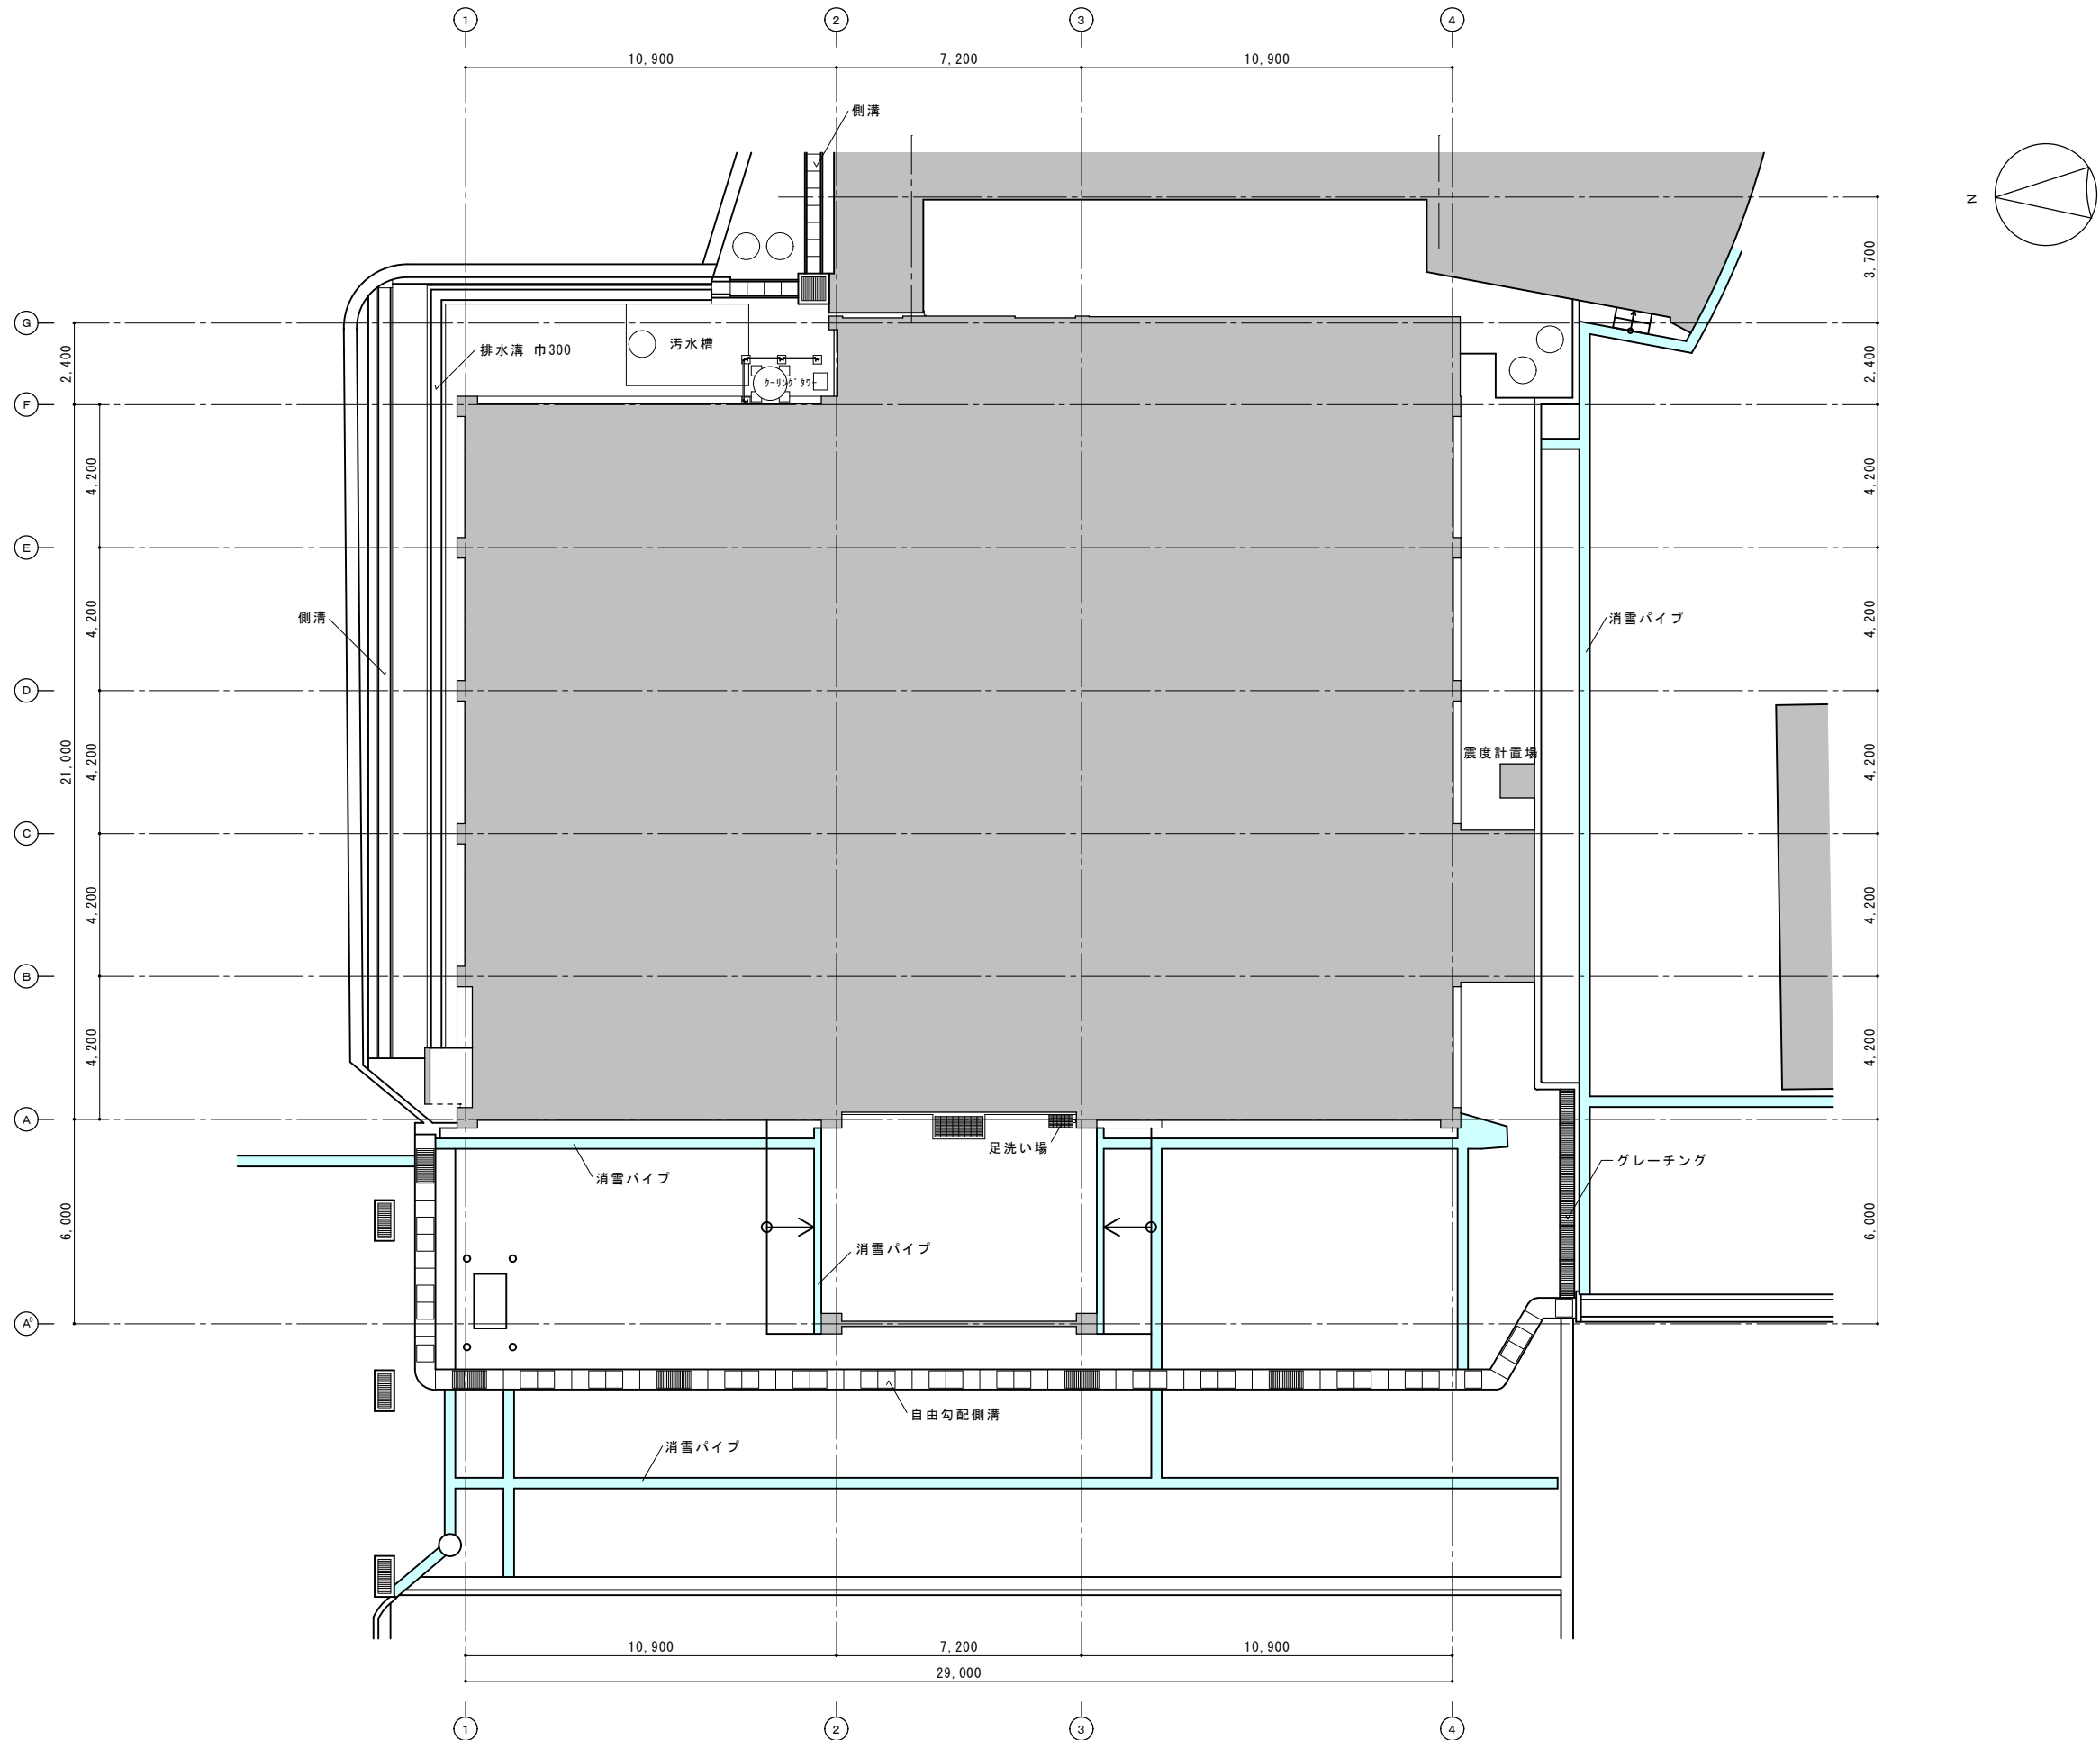 1
2
3
4
10,900
7,200
10,900
側溝
N
3,700
G
排水溝 巾300
汚水槽
2,400
2,400
クーリングタワー
F
4,200
4,200
E
側溝
4,200
4,200
消雪パイプ
D
震度計置場
21,000
4,200
4,200
C
4,200
4,200
B
4,200
4,200
A
足洗い場
消雪パイプ
グレーチング
6,000
6,000
消雪パイプ
A⁰
自由勾配側溝
消雪パイプ
10,900
7,200
10,900
29,000
1
2
3
4